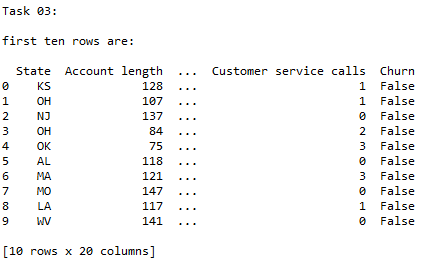 Task 03:
first ten rows are:
  State  Account length  ...  Customer service calls  Churn
0    KS             128  ...                       1  False
1    OH             107  ...                       1  False
2    NJ             137  ...                       0  False
3    OH              84  ...                       2  False
4    OK              75  ...                       3  False
5    AL             118  ...                       0  False
6    MA             121  ...                       3  False
7    MO             147  ...                       0  False
8    LA             117  ...                       1  False
9    WV             141  ...                       0  False
[10 rows x 20 columns]